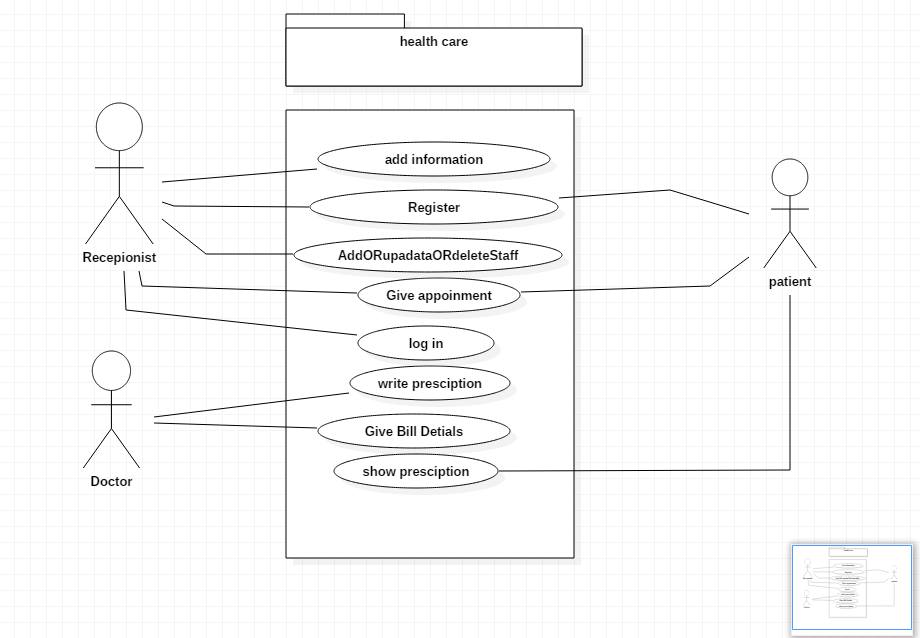 health care
add information
Register
AddORupadataORdeleteStaff
Recepionist
Give appoinment
patient
log in
write presciption
Give Bill Detials
show presciption
Doctor